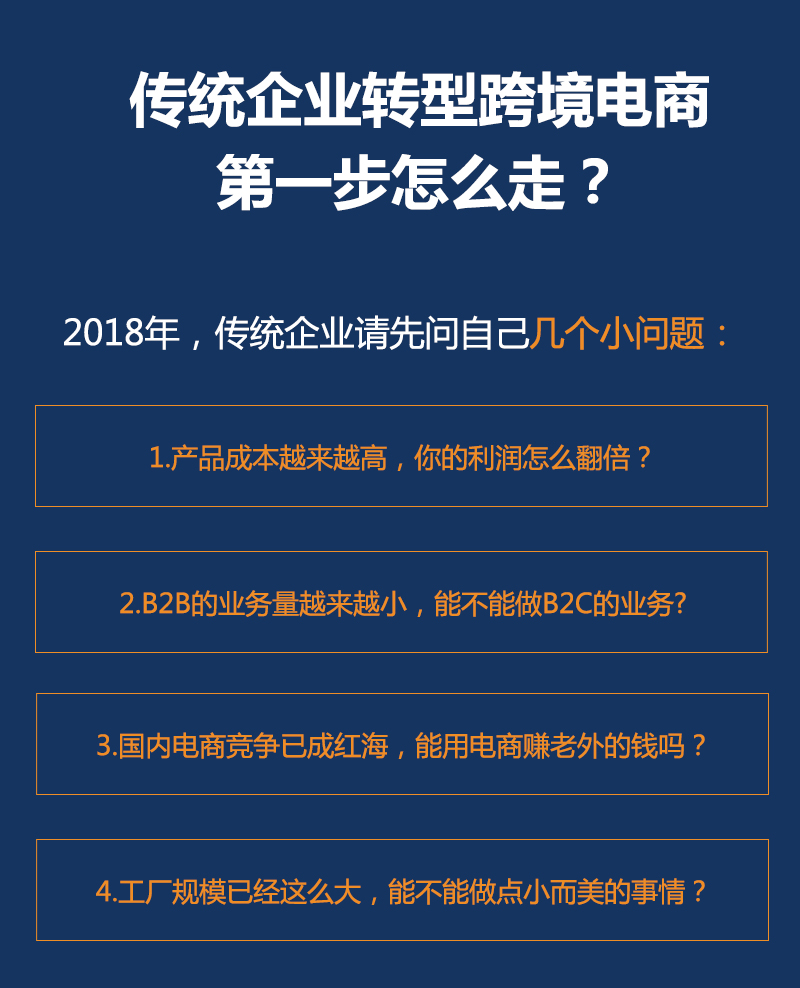 传统企业转型跨境电商
第一步怎么走？
2018年，传统企业请先问自己几个小问题：
1.产品成本越来越高，你的利润怎么翻倍？
2.B2B的业务量越来越小，能不能做B2C的业务?
3.国内电商竞争已成红海，能用电商赚老外的钱吗？
4.工厂规模已经这么大，能不能做点小而美的事情？